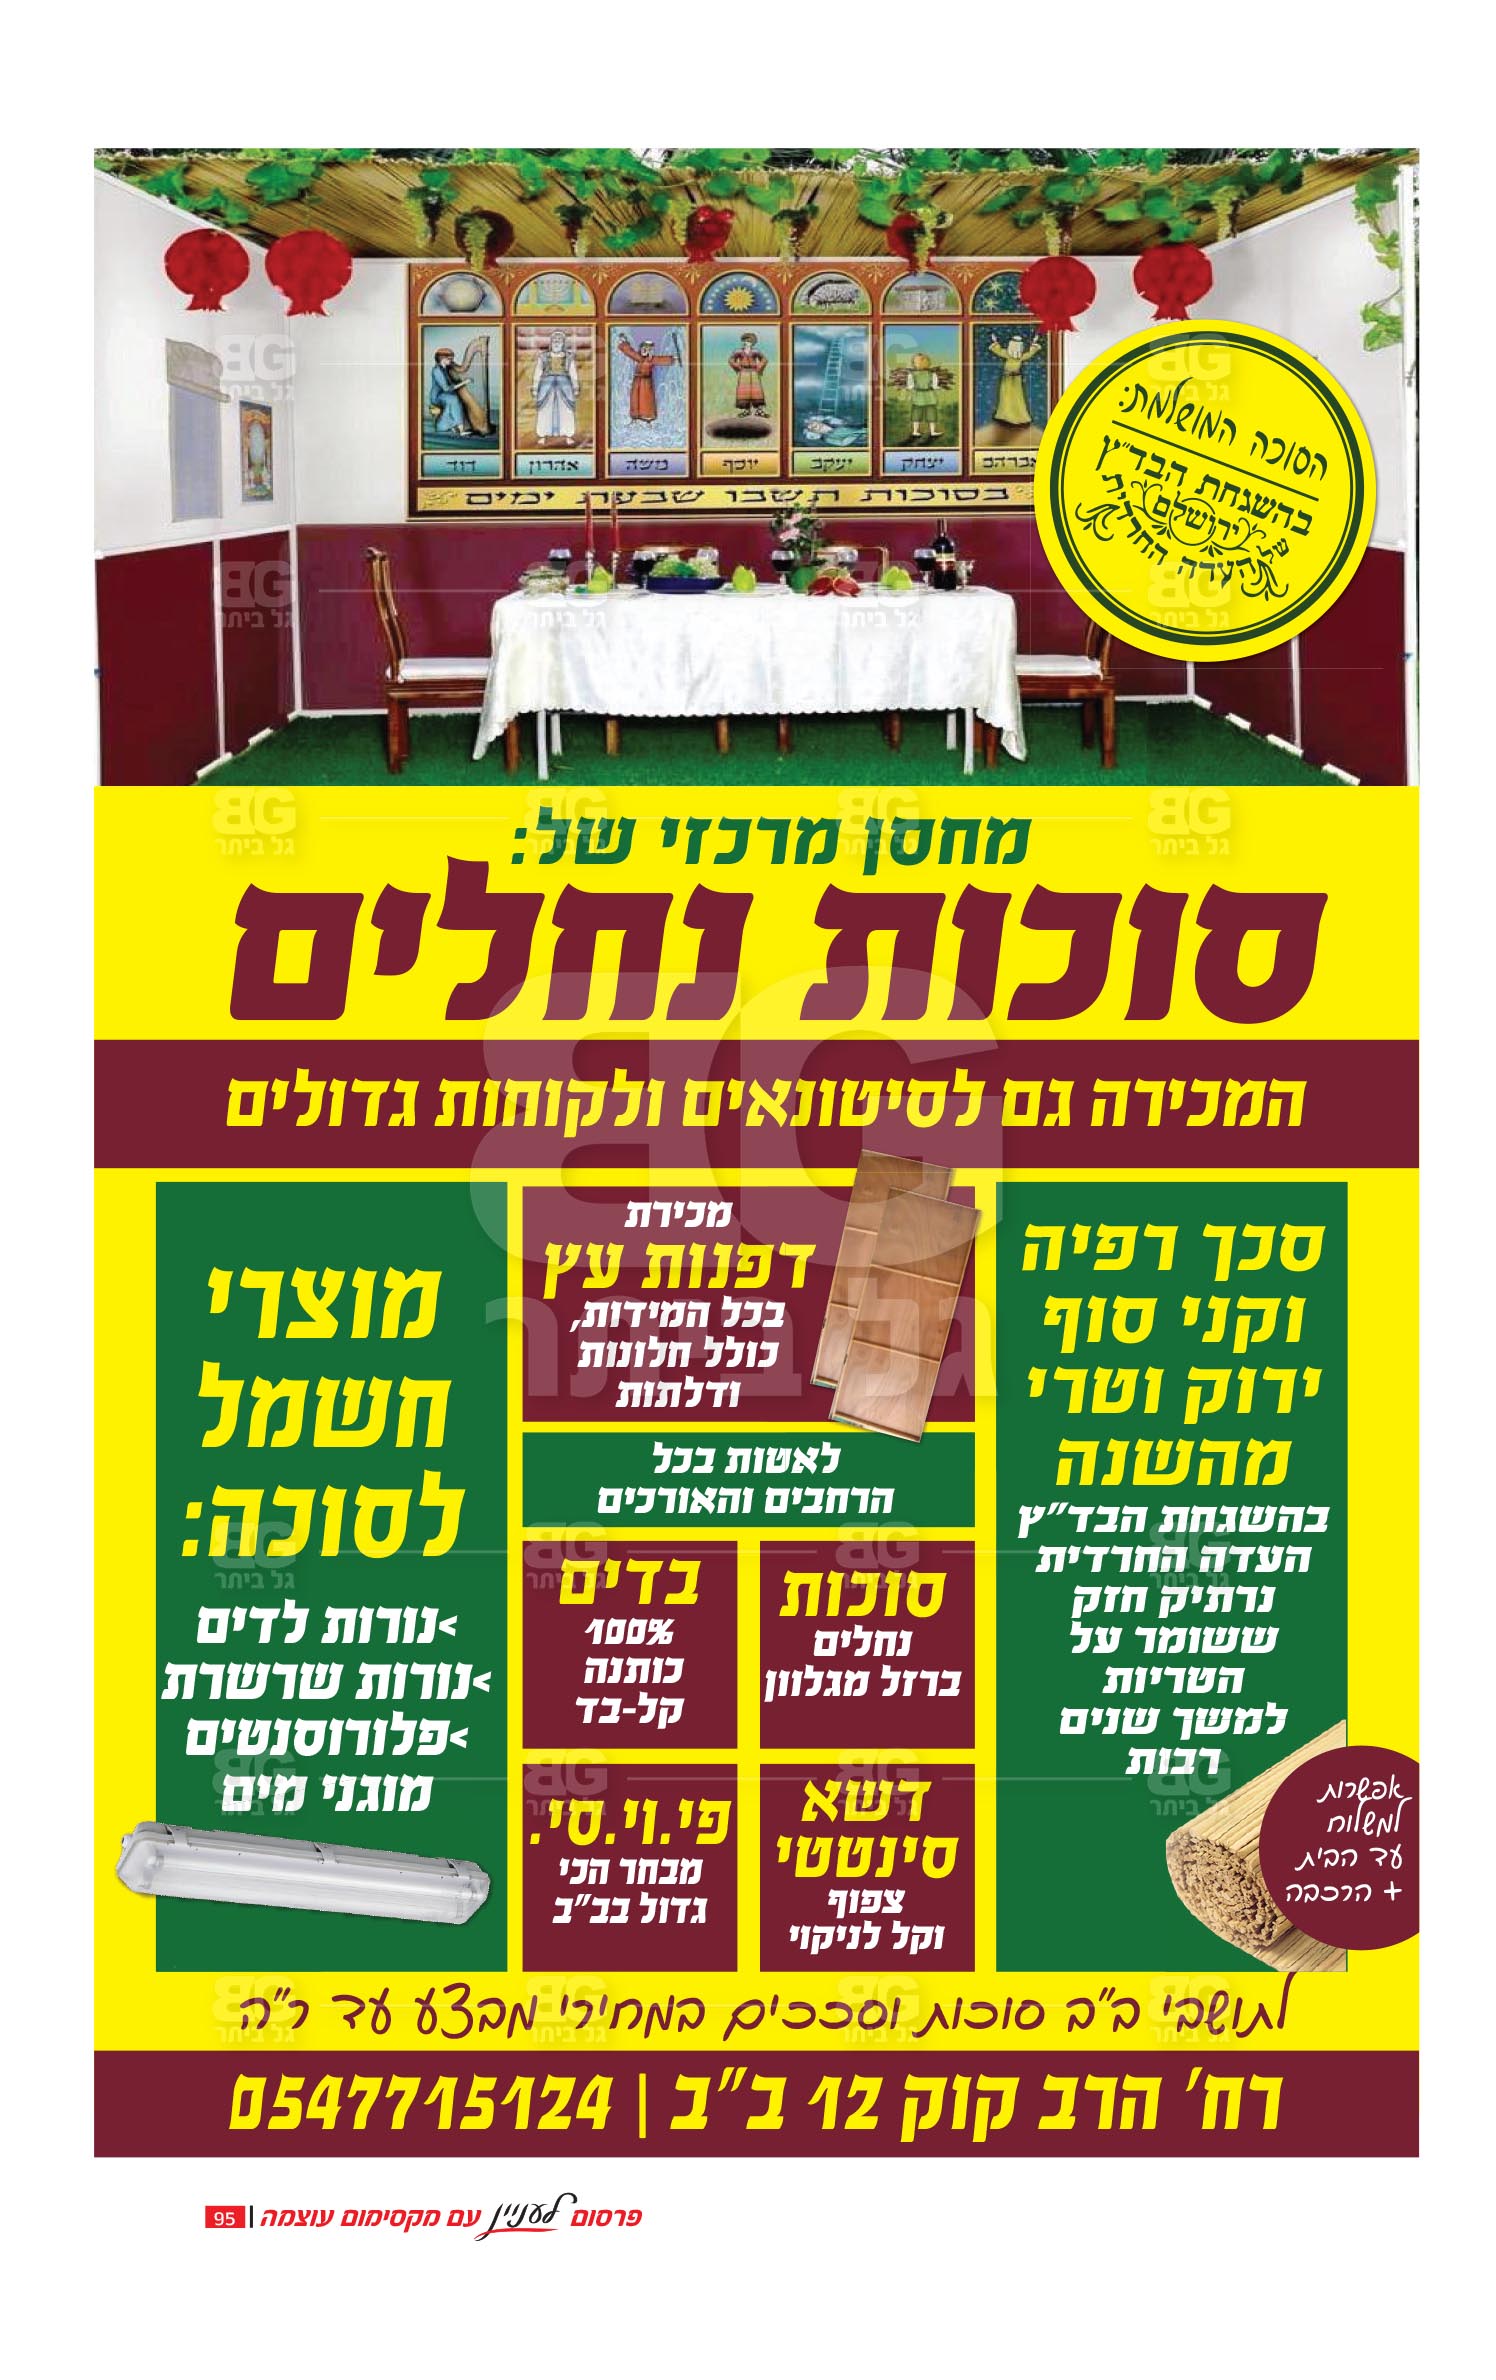 דוד
אהרון
משה
יוסף
יעקב
יצחק
אברהם
בסוכות תשבו שבעת ימים
הסוכה המושלמת:
בהשגחת הבד"ץ
של ירושלים
העדה החרדית
מחסן מרכזי של:
סוכות נחלים
המכירה גם לסיטונאים ולקוחות גדולים
סכך רפיה
וקני סוף
ירוק וטרי
מהשנה
בהשגחת הבד"ץ
העדה החרדית
נרתיק חזק
ששומר על
הטריות
למשך שנים
רבות
אפשרות
למשלוח
עד הבית
+ הרכבה
מכירת
דפנות עץ
בכל המידות,
כולל חלונות
ודלתות
לאטות בכל
הרחבים והאורכים
סוכות
נחלים
ברזל מגלוון
בדים
100%
כותנה
קל-בד
דשא
סינטטי
צפוף
וקל לניקוי
פי.וי.סי.
מבחר הכי
גדול בב"ב
מוצרי
חשמל
לסוכה:
>נורות לדים
>נורות שרשרת
>פלורוסנטים
מוגני מים
לתושבי ב"ב סוכות וסככים במחירי מבצע עד ר"ה
רח' הרב קוק 12 ב"ב | 0547715124
פרסום לעניין עם מקסימום עוצמה | 95
BG
גל ביתר